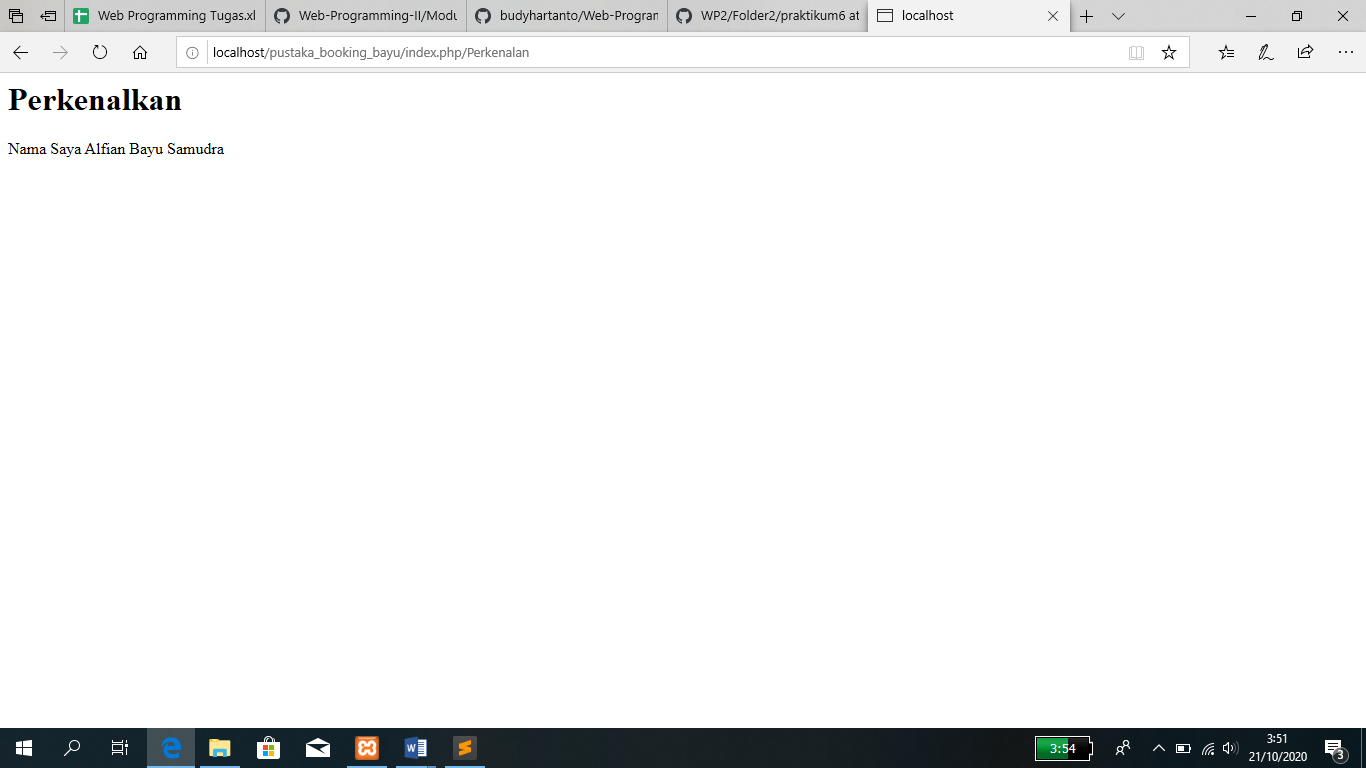 Web Programming Tugas.xl
Web-Programming-II/Modu
budyhartanto/Web-Program
WP2/Folder2/praktikum6 at
localhost
localhost/pustaka_booking_bayu/index.php/Perkenalan
Perkenalkan
Nama Saya Alfian Bayu Samudra
3:54
3:51
21/10/2020
3